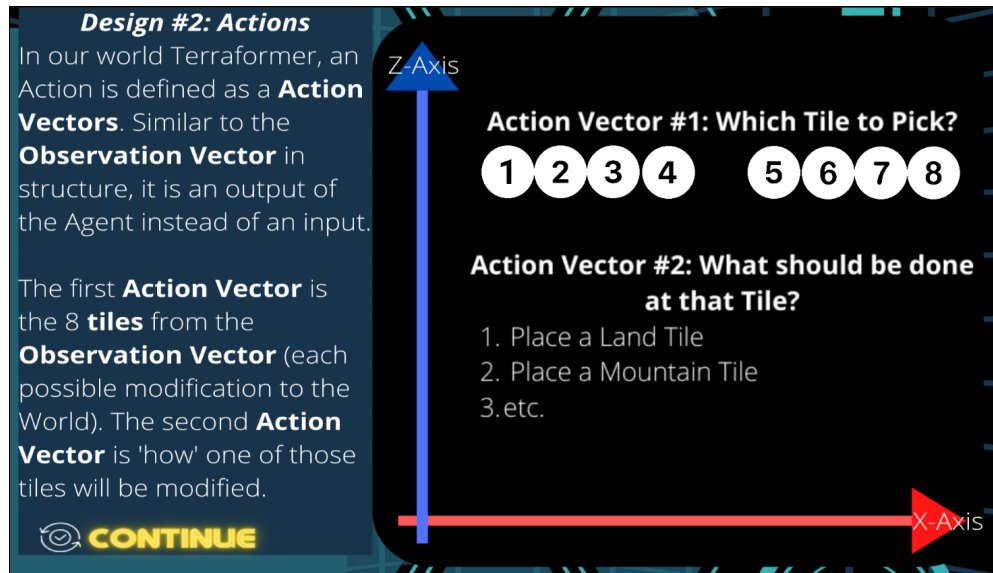 Design #2: Actions
In our world Terraformer, an
Action is defined as a Action
Vectors. Similar to the
Observation Vector in
structure, it is an output of
the Agent instead of an input.
The first Action Vector is
the 8 tiles from the
Observation Vector (each
possible modification to the
World). The second Action
Vector is 'how' one of those
tiles will be modified.
CONTINUE
Z-Axis
Action Vector #1: Which Tile to Pick?
1 2 3 4 5 6 7 8
Action Vector #2: What should be done
at that Tile?
1. Place a Land Tile
2. Place a Mountain Tile
3. etc.
X-Axis